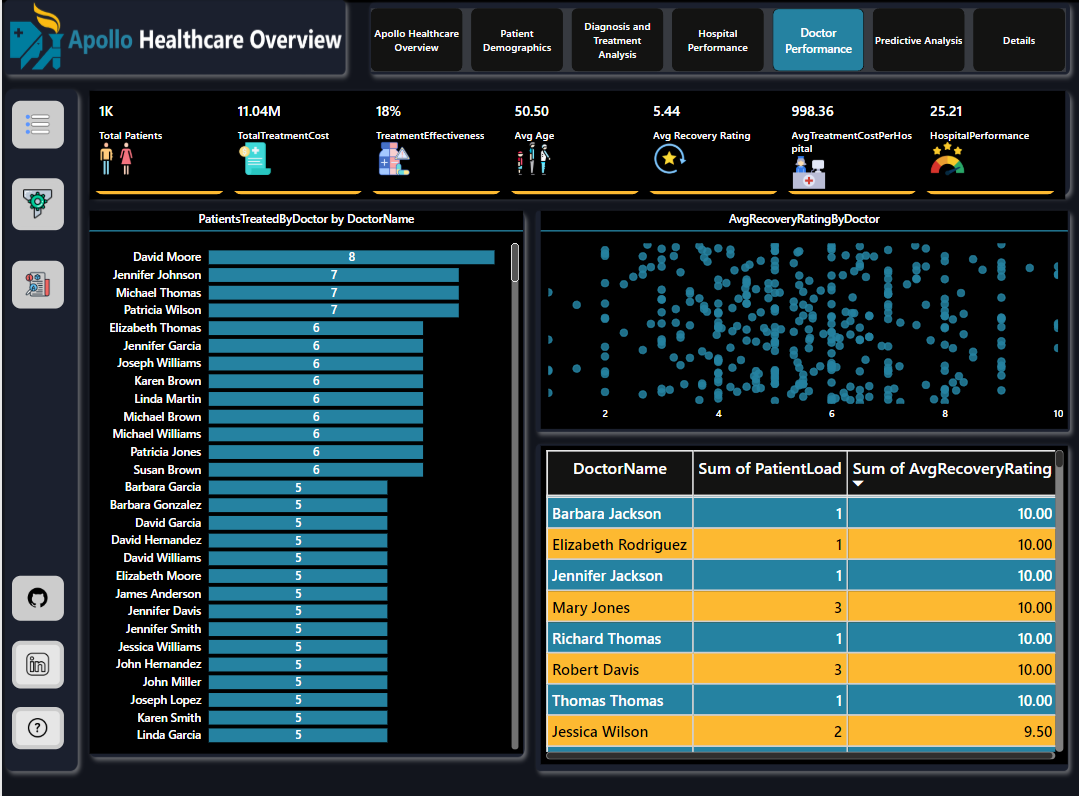 Apollo Healthcare Overview
Apollo Healthcare
Overview
Patient
Demographics
Diagnosis and
Treatment
Analysis
Hospital
Performance
Doctor
Performance
Predictive Analysis
Details
1K
Total Patients
11.04M
TotalTreatmentCost
18%
TreatmentEffectiveness
50.50
Avg Age
5.44
Avg Recovery Rating
998.36
AvgTreatmentCostPerHos
pital
25.21
HospitalPerformance
PatientsTreatedByDoctor by DoctorName
David Moore 8
Jennifer Johnson 7
Michael Thomas 7
Patricia Wilson 7
Elizabeth Thomas 6
Jennifer Garcia 6
Joseph Williams 6
Karen Brown 6
Linda Martin 6
Michael Brown 6
Michael Williams 6
Patricia Jones 6
Susan Brown 6
Barbara Garcia 5
Barbara Gonzalez 5
David Garcia 5
David Hernandez 5
David Williams 5
Elizabeth Moore 5
James Anderson 5
Jennifer Davis 5
Jennifer Smith 5
Jessica Williams 5
John Hernandez 5
John Miller 5
Joseph Lopez 5
Karen Smith 5
Linda Garcia 5
AvgRecoveryRatingByDoctor
2 4 6 8 10
DoctorName Sum of PatientLoad Sum of AvgRecoveryRating
Barbara Jackson 1 10.00
Elizabeth Rodriguez 1 10.00
Jennifer Jackson 1 10.00
Mary Jones 3 10.00
Richard Thomas 1 10.00
Robert Davis 3 10.00
Thomas Thomas 1 10.00
Jessica Wilson 2 9.50
in
?